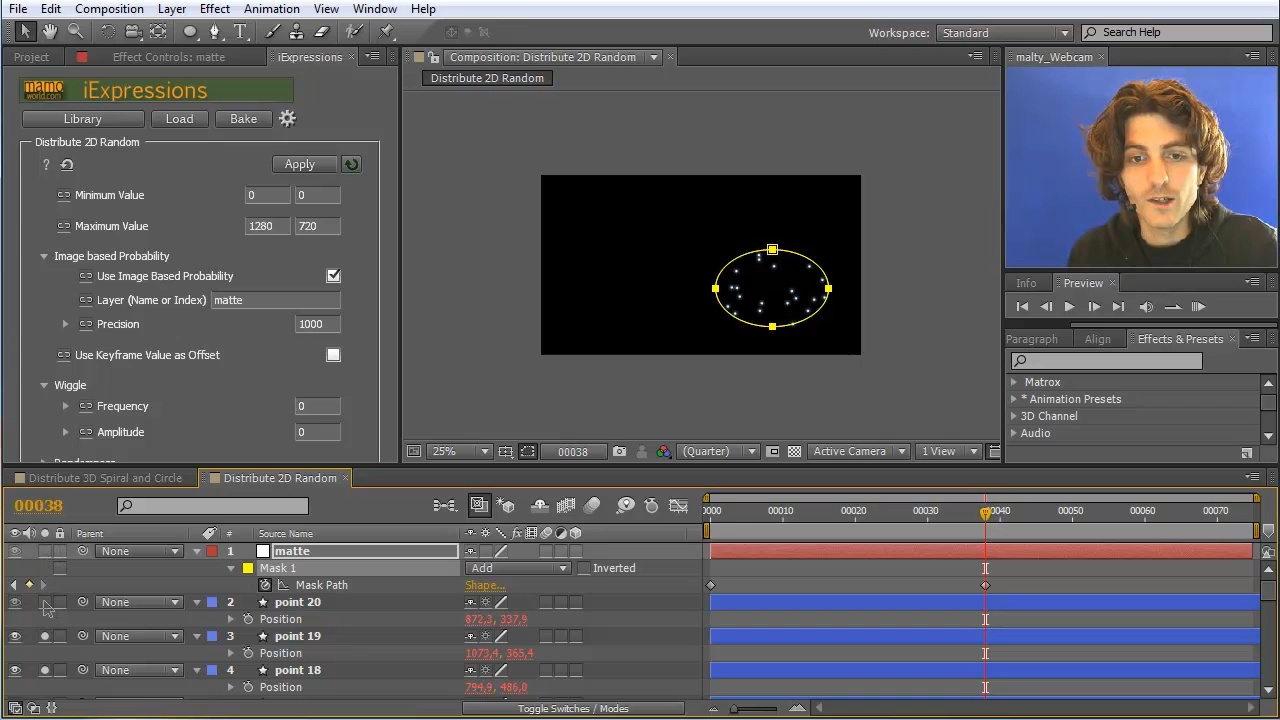 File Edit Composition Layer Effect Animation View Window Help
Workspace: Standard Search Help
Project Effect Controls: matte iExpressions
Composition: Distribute 2D Random
malty_Webcam
Distribute 2D Random
mamo world.com iExpressions
Library Load Bake
Distribute 2D Random
? Apply
Minimum Value 0 0
Maximum Value 1280 720
Image based Probability
Use Image Based Probability
Layer (Name or Index) matte
Precision 1000
Use Keyframe Value as Offset
Wiggle
Frequency 0
Amplitude 0
Info Preview
Paragraph Align Effects & Presets
Matrox
* Animation Presets
3D Channel
Audio
25% 00038 (Quarter) Active Camera 1 View
Distribute 3D Spiral and Circle Distribute 2D Random
00038
0000 00010 00020 00030 00040 00050 00060 00070
Parent # Source Name
None 1 matte
Mask 1 Add Inverted
Mask Path Shape...
None 2 point 20
Position 872,3, 337,9
None 3 point 19
Position 1073,4, 365,4
None 4 point 18
Position 794,9, 486,0
Toggle Switches / Modes